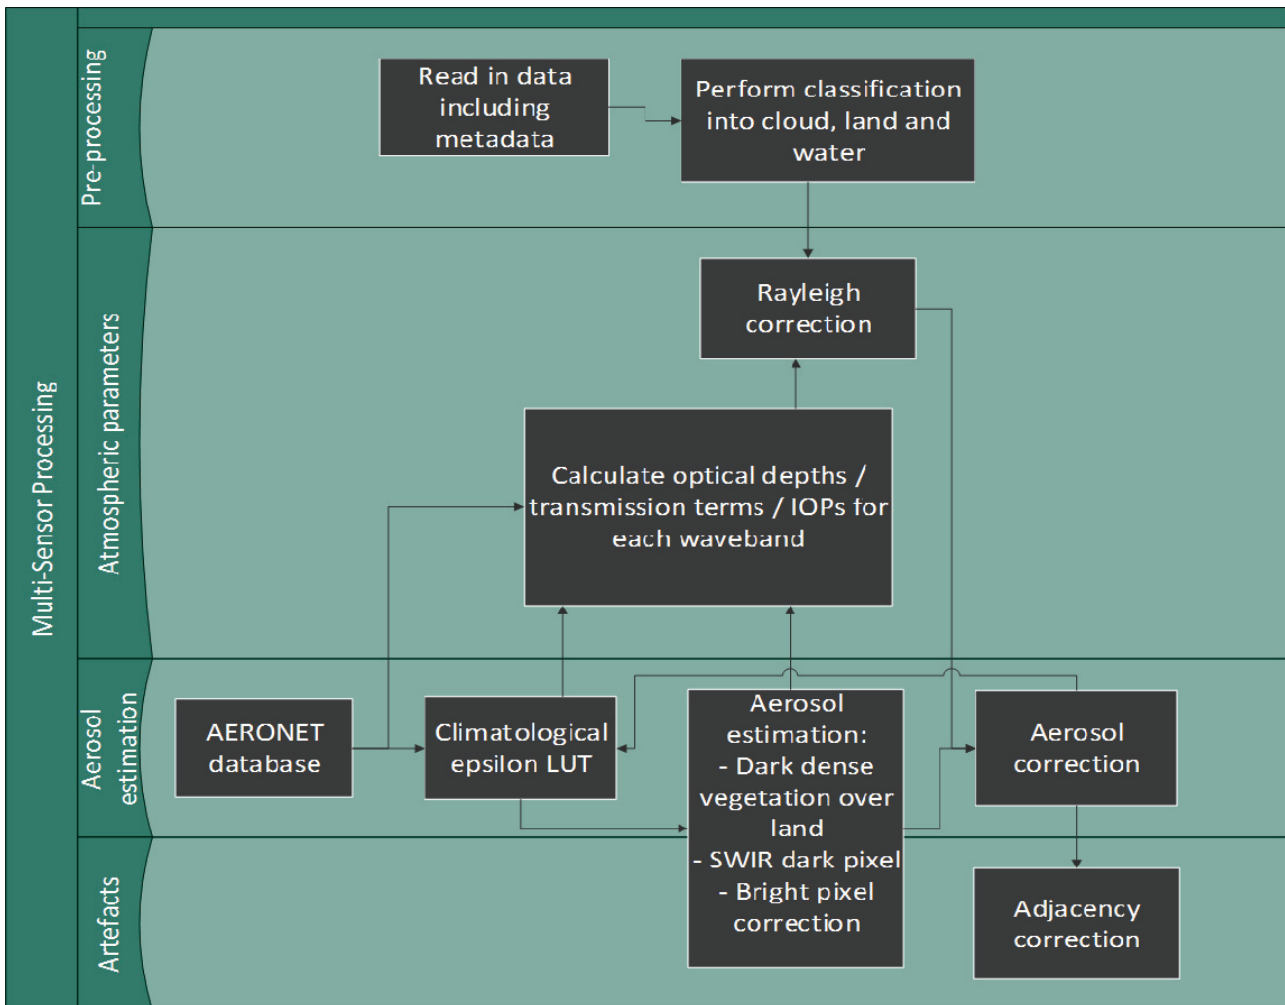 Multi-Sensor Processing
Pre-processing
Read in data
including
metadata
Perform classification
into cloud, land and
water
Atmospheric parameters
Rayleigh
correction
Calculate optical depths /
transmission terms / IOPs for
each waveband
Aerosol
estimation
AERONET
database
Climatological
epsilon LUT
Aerosol
estimation:
- Dark dense
vegetation over
land
- SWIR dark pixel
- Bright pixel
correction
Aerosol
correction
Artefacts
Adjacency
correction